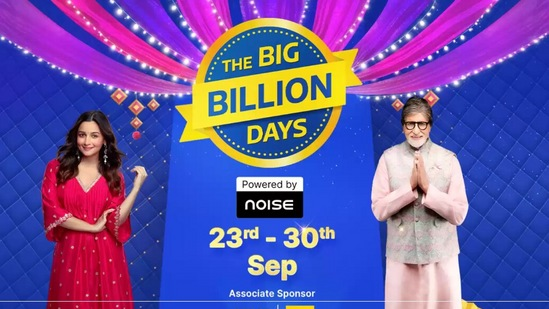 THE BIG
BILLION
DAYS
Powered by
noise
23rd - 30th
Sep
Associate Sponsor